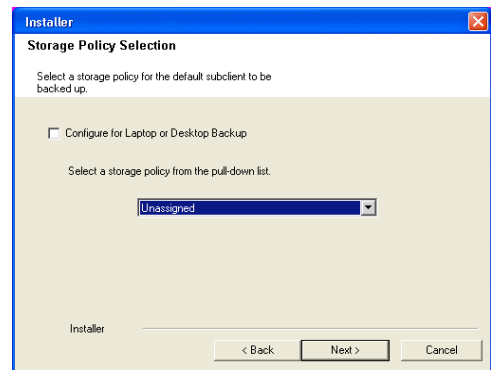 Installer
Storage Policy Selection
Select a storage policy for the default subclient to be
backed up.
Configure for Laptop or Desktop Backup
Select a storage policy from the pull-down list.
Unassigned
Installer
< Back Next > Cancel